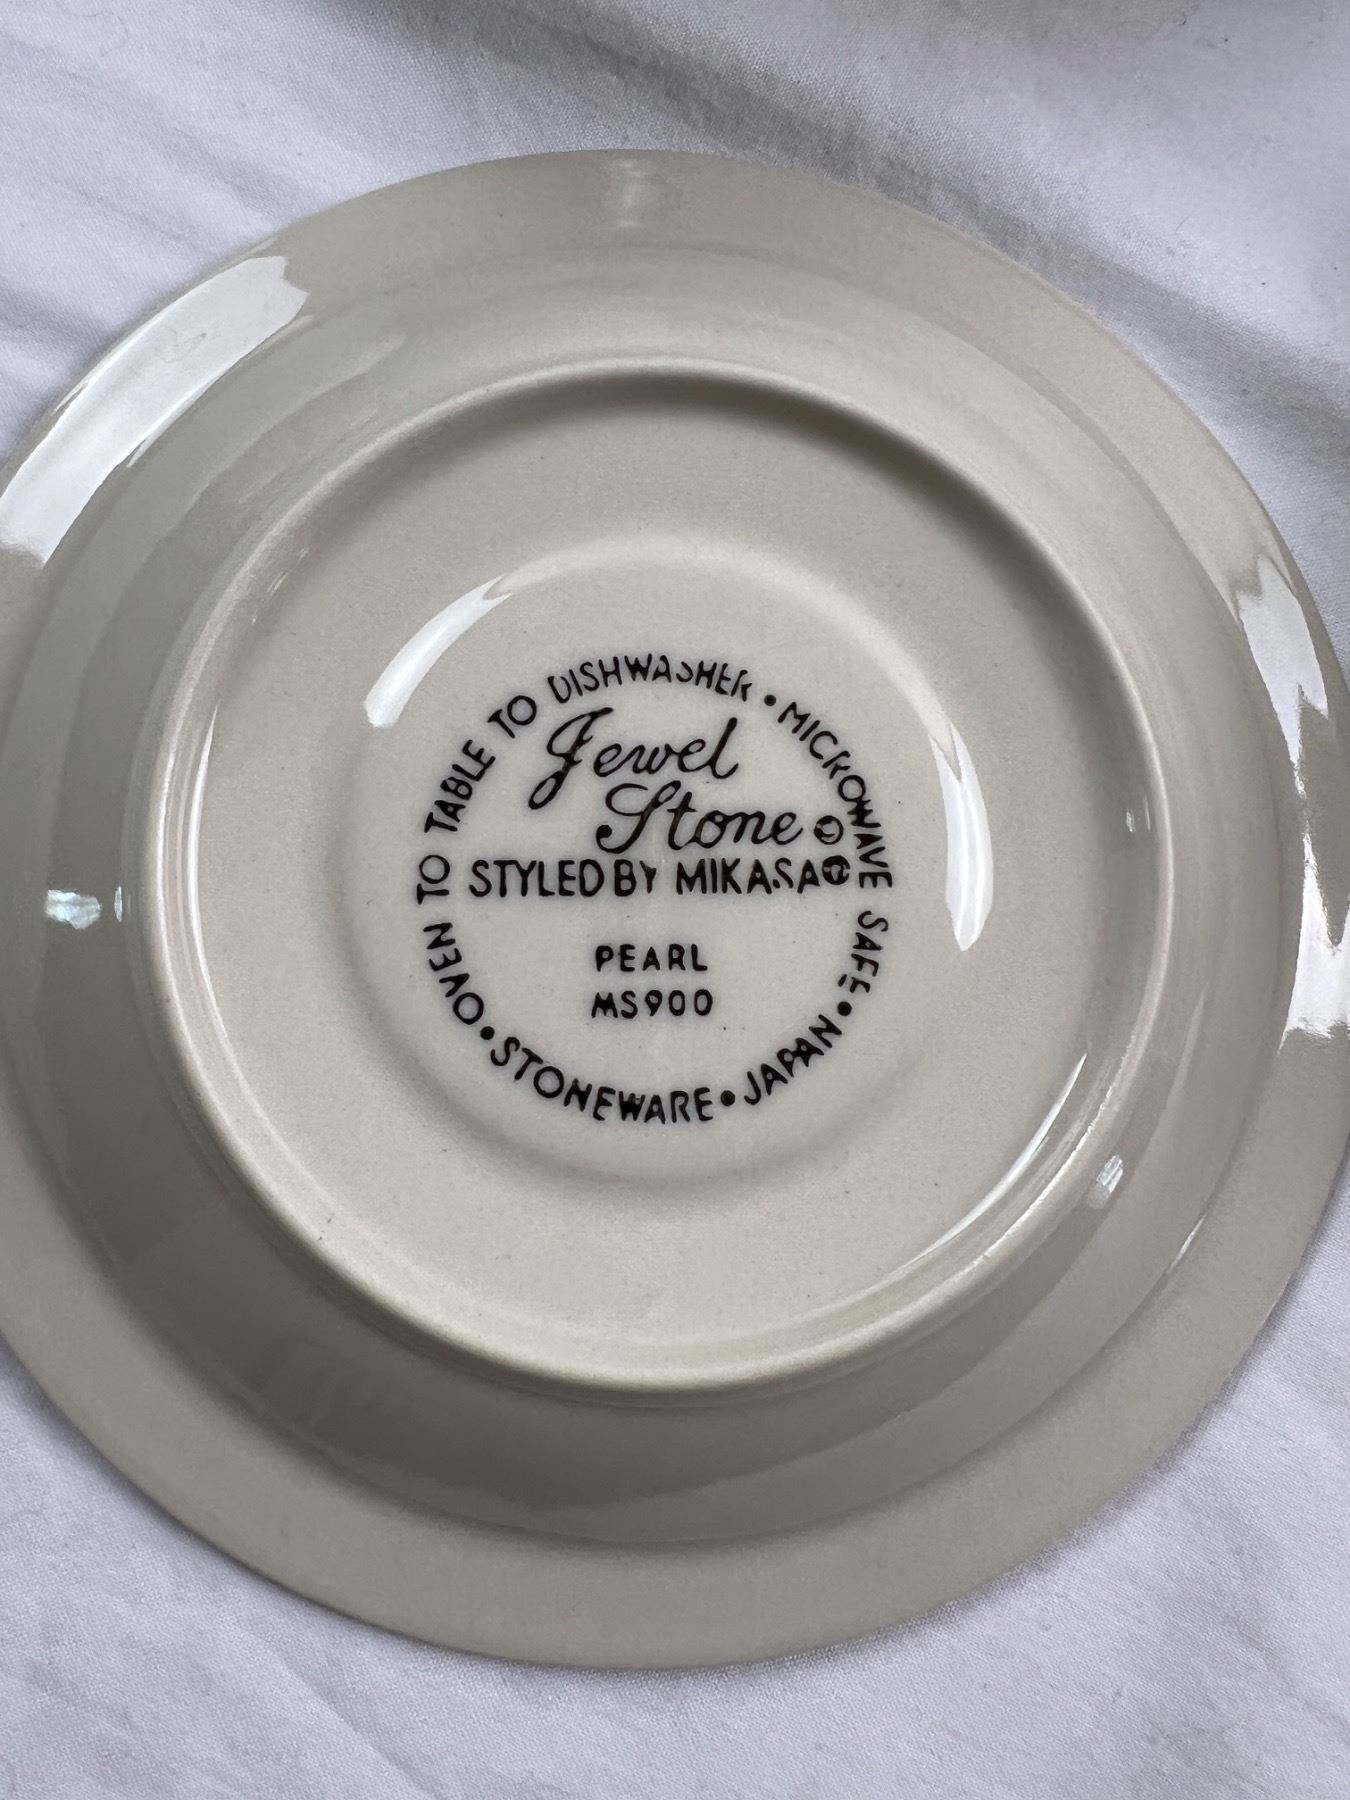 OVEN TO TABLE TO DISHWASHER • MICROWAVE SAFE • JAPAN • STONEWARE •
Jewel
Stone
STYLED BY MIKASA
PEARL
MS900